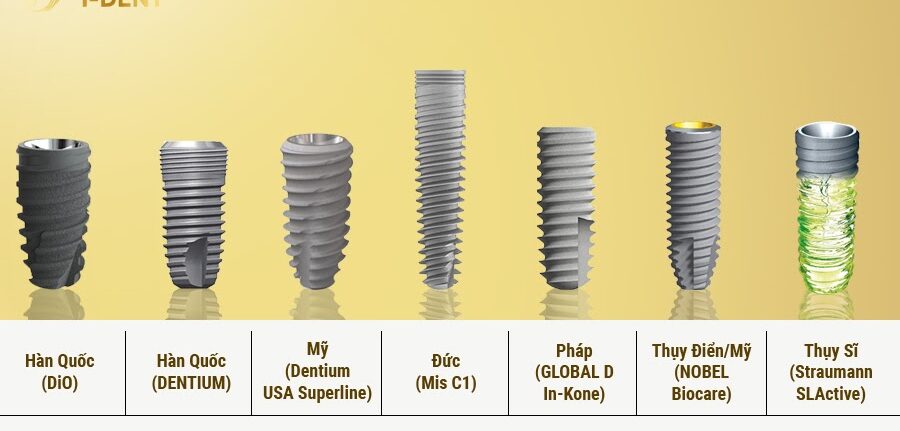 I-DENT
Hàn Quốc
(DiO)
Hàn Quốc
(DENTIUM)
Mỹ
(Dentium
USA Superline)
Đức
(Mis C1)
Pháp
(GLOBAL D
In-Kone)
Thụy Điển/Mỹ
(NOBEL
Biocare)
Thụy Sĩ
(Straumann
SLActive)